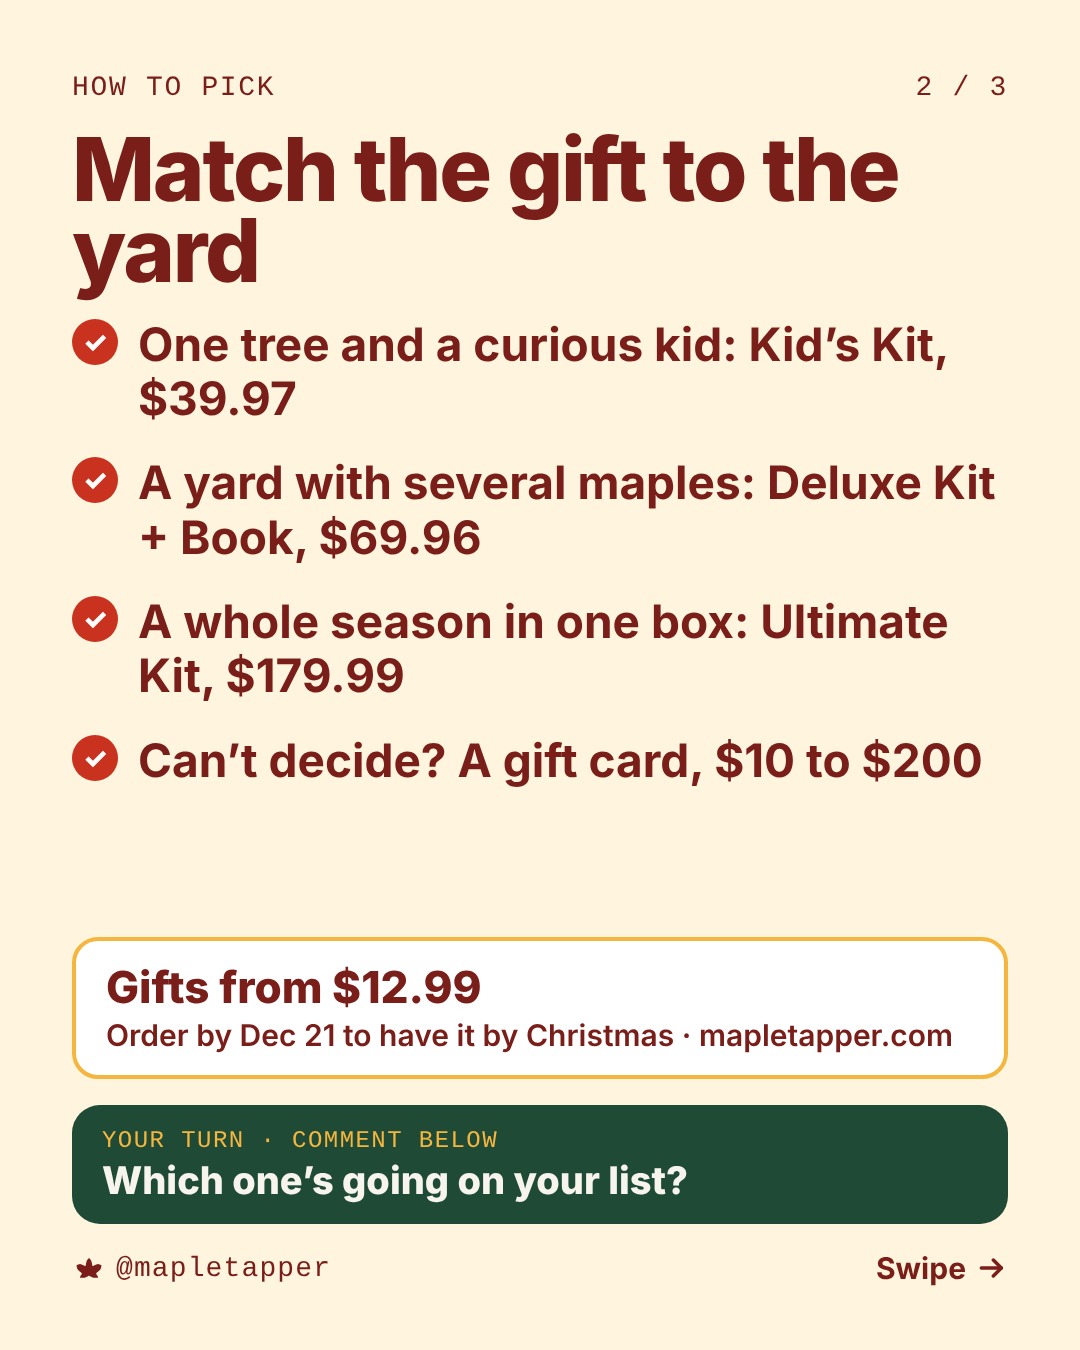 HOW TO PICK
2 / 3
Match the gift to the
yard
One tree and a curious kid: Kid’s Kit,
$39.97
A yard with several maples: Deluxe Kit
+ Book, $69.96
A whole season in one box: Ultimate
Kit, $179.99
Can’t decide? A gift card, $10 to $200
Gifts from $12.99
Order by Dec 21 to have it by Christmas · mapletapper.com
YOUR TURN · COMMENT BELOW
Which one’s going on your list?
@mapletapper
Swipe →